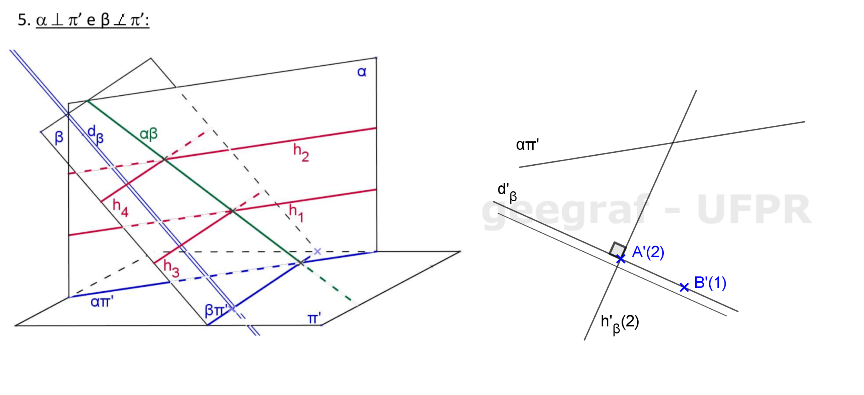 5. α ⊥ π’ e β ∠ π’:
α
β
dβ
αβ
h2
h4
h1
h3
απ'
βπ'
π'
απ'
d'β
geegraf - UFPR
A'(2)
B'(1)
h'β(2)